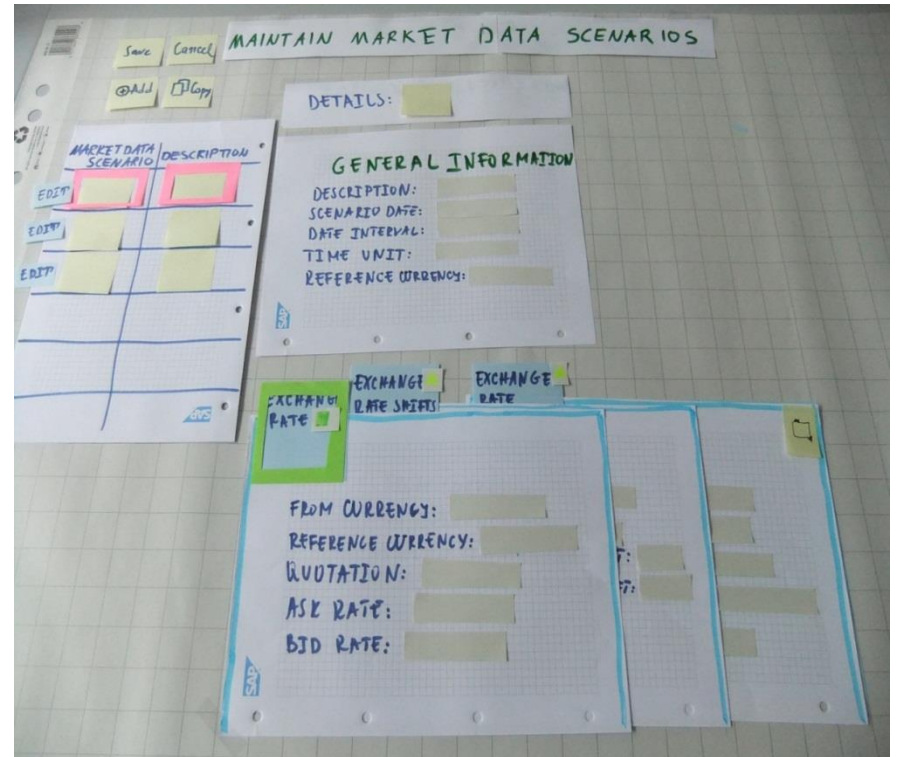 MAINTAIN MARKET DATA SCENARIOS
Save
Cancel
Add
Copy
DETAILS:
MARKET DATA
SCENARIO
DESCRIPTION
EDIT
EDIT
EDIT
GENERAL INFORMATION
DESCRIPTION:
SCENARIO DATE:
DATE INTERVAL:
TIME UNIT:
REFERENCE CURRENCY:
SAP
SAP
EXCHANGE
RATE
EXCHANGE
RATE SHIFTS
EXCHANGE
RATE
FROM CURRENCY:
REFERENCE CURRENCY:
QUOTATION:
ASK RATE:
BID RATE:
SAP